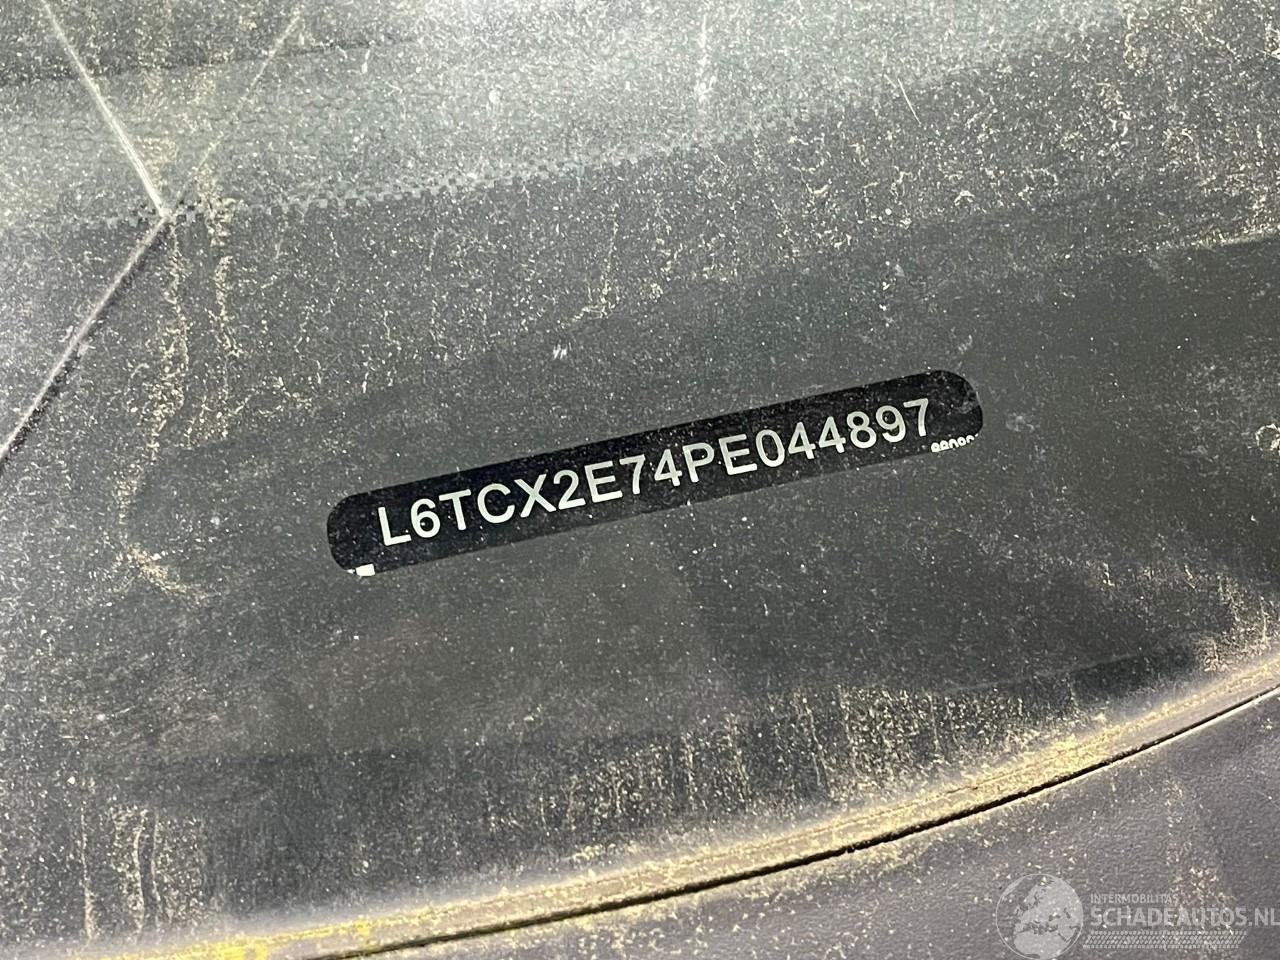 L6TCX2E74PE044897
INTERMOBILITAS
SCHADEAUTOS.NL